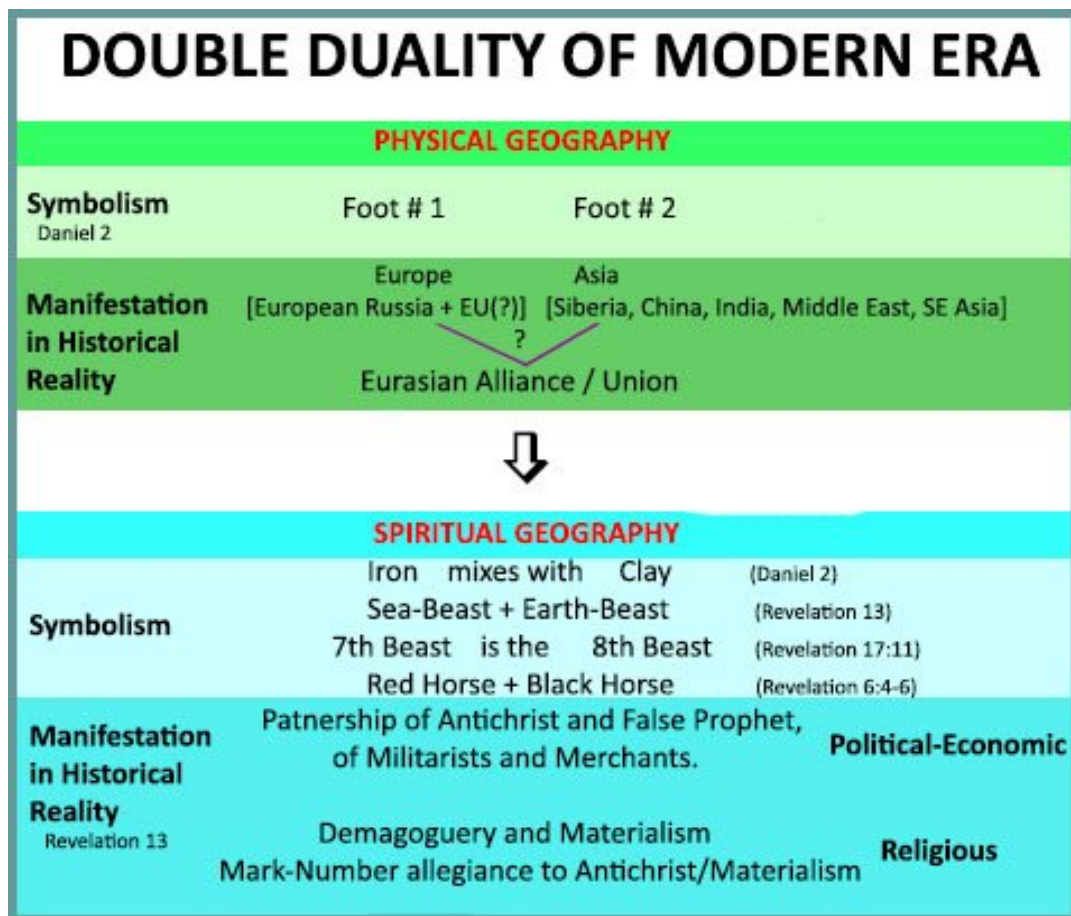 DOUBLE DUALITY OF MODERN ERA
PHYSICAL GEOGRAPHY
Symbolism
Daniel 2
Foot # 1 Foot # 2
Manifestation
in Historical
Reality
Europe Asia
[European Russia + EU(?)] [Siberia, China, India, Middle East, SE Asia]
?
Eurasian Alliance / Union
SPIRITUAL GEOGRAPHY
Symbolism
Iron mixes with Clay (Daniel 2)
Sea-Beast + Earth-Beast (Revelation 13)
7th Beast is the 8th Beast (Revelation 17:11)
Red Horse + Black Horse (Revelation 6:4-6)
Manifestation
in Historical
Reality
Revelation 13
Patnership of Antichrist and False Prophet,
of Militarists and Merchants.
Political-Economic
Demagoguery and Materialism
Mark-Number allegiance to Antichrist/Materialism
Religious